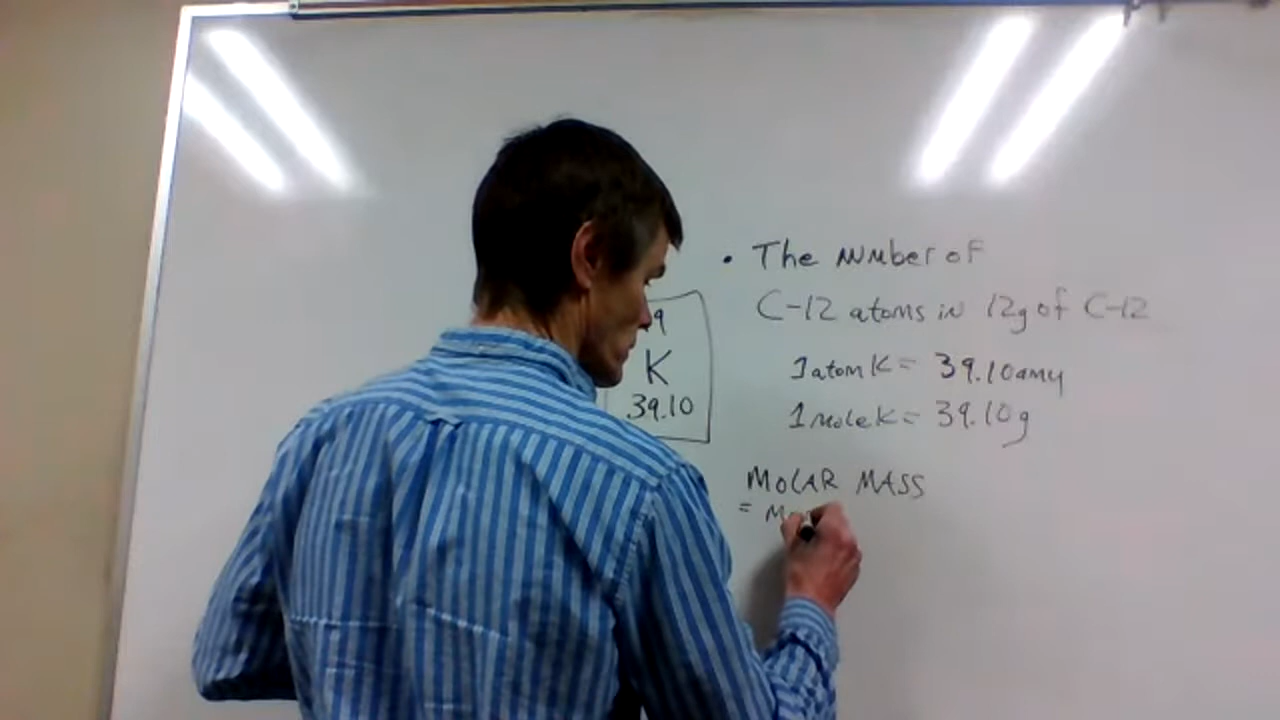 • The Number of
C-12 atoms in 12g of C-12
9
K
39.10
1 atom K = 39.10 amu
1 mole K = 39.10g
MOLAR MASS
=